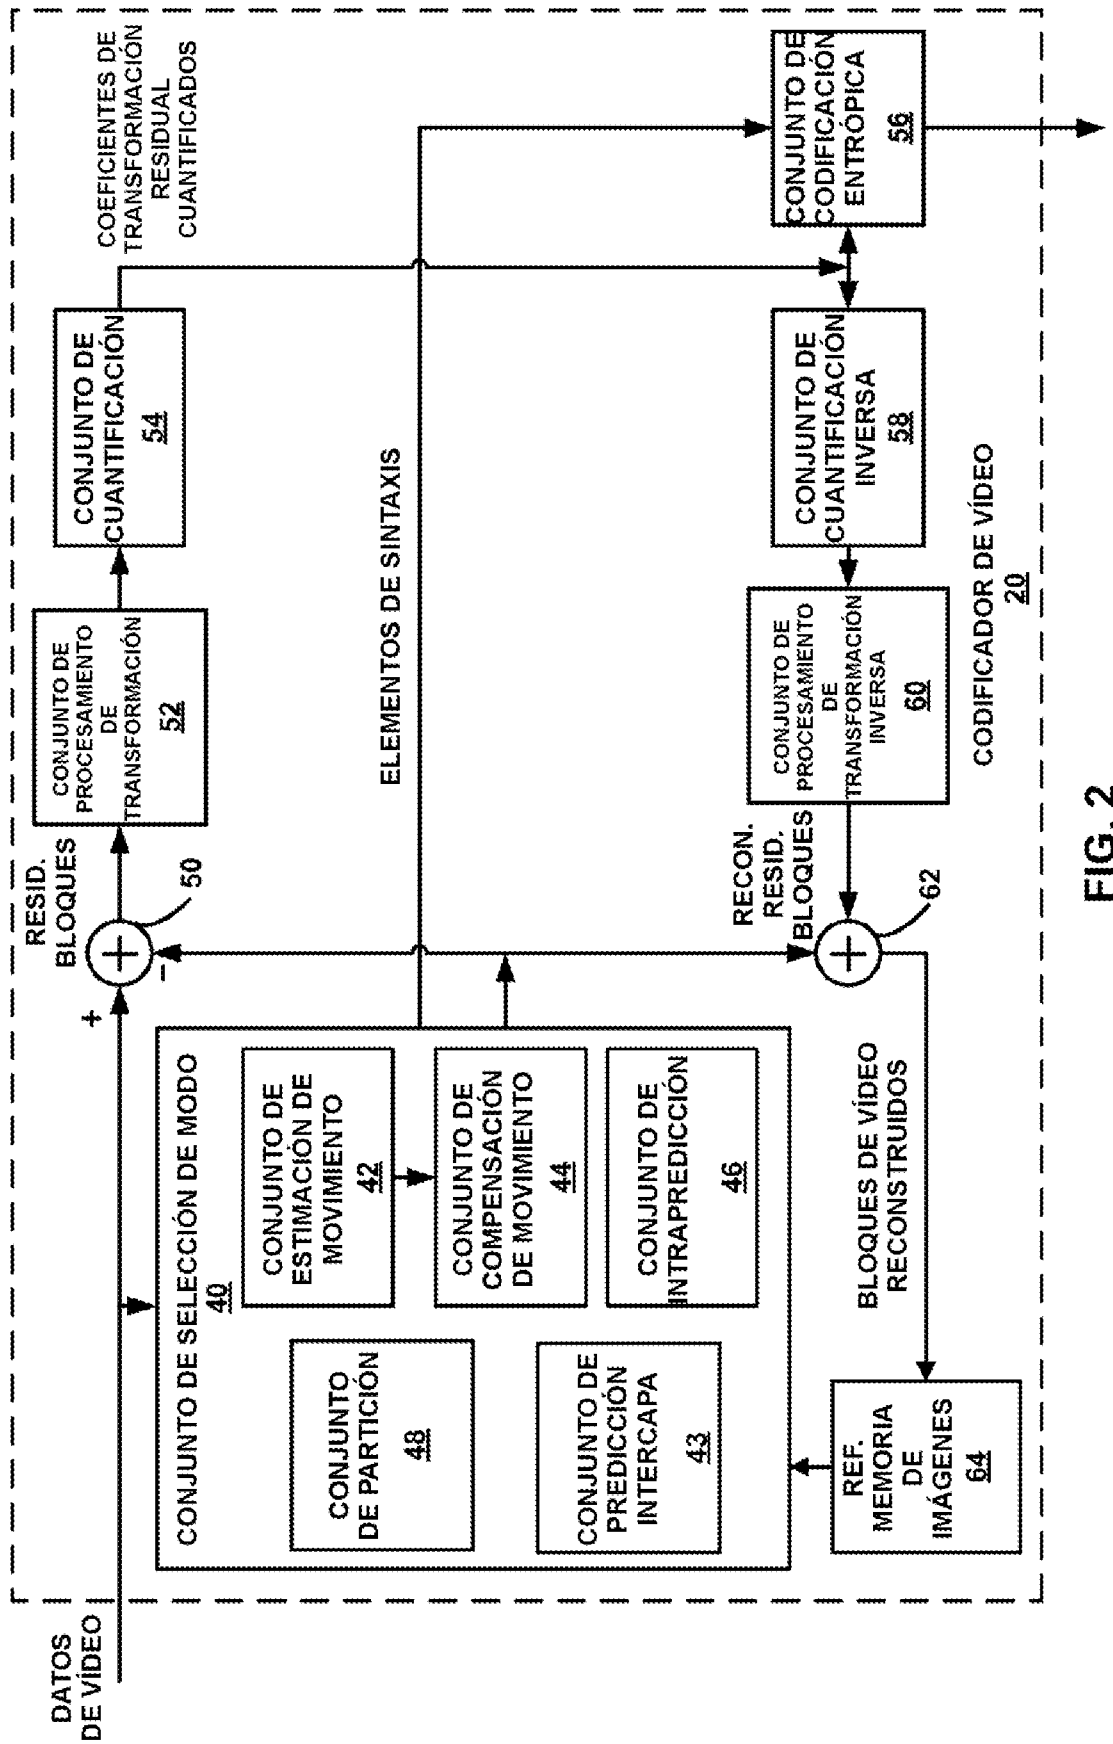 DATOS
DE VÍDEO
+
-
RESID.
BLOQUES
50
CONJUNTO DE
PROCESAMIENTO
DE
TRANSFORMACIÓN
52
CONJUNTO DE
CUANTIFICACIÓN
54
COEFICIENTES DE
TRANSFORMACIÓN
RESIDUAL
CUANTIFICADOS
CONJUNTO DE SELECCIÓN DE MODO
40
CONJUNTO
DE PARTICIÓN
48
CONJUNTO DE
ESTIMACIÓN DE
MOVIMIENTO
42
CONJUNTO DE
COMPENSACIÓN
DE MOVIMIENTO
44
CONJUNTO DE
PREDICCIÓN
INTERCAPA
43
CONJUNTO DE
INTRAPREDICCIÓN
46
ELEMENTOS DE SINTAXIS
CONJUNTO DE
CODIFICACIÓN
ENTRÓPICA
56
CONJUNTO DE
CUANTIFICACIÓN
INVERSA
58
CONJUNTO DE
PROCESAMIENTO
DE
TRANSFORMACIÓN
INVERSA
60
RECON.
RESID.
BLOQUES
+
62
BLOQUES DE VÍDEO
RECONSTRUIDOS
REF.
MEMORIA
DE
IMÁGENES
64
CODIFICADOR DE VÍDEO
20
FIG. 2